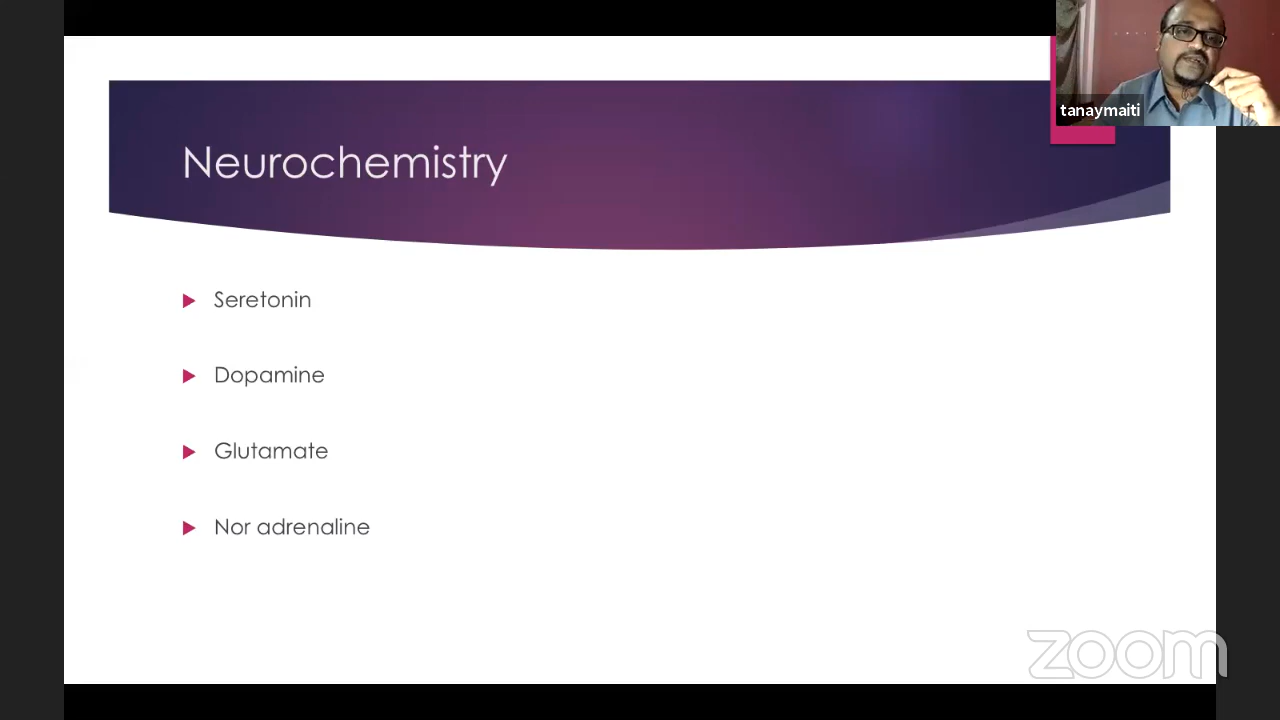 tanaymaiti
Neurochemistry
Seretonin
Dopamine
Glutamate
Nor adrenaline
zoom